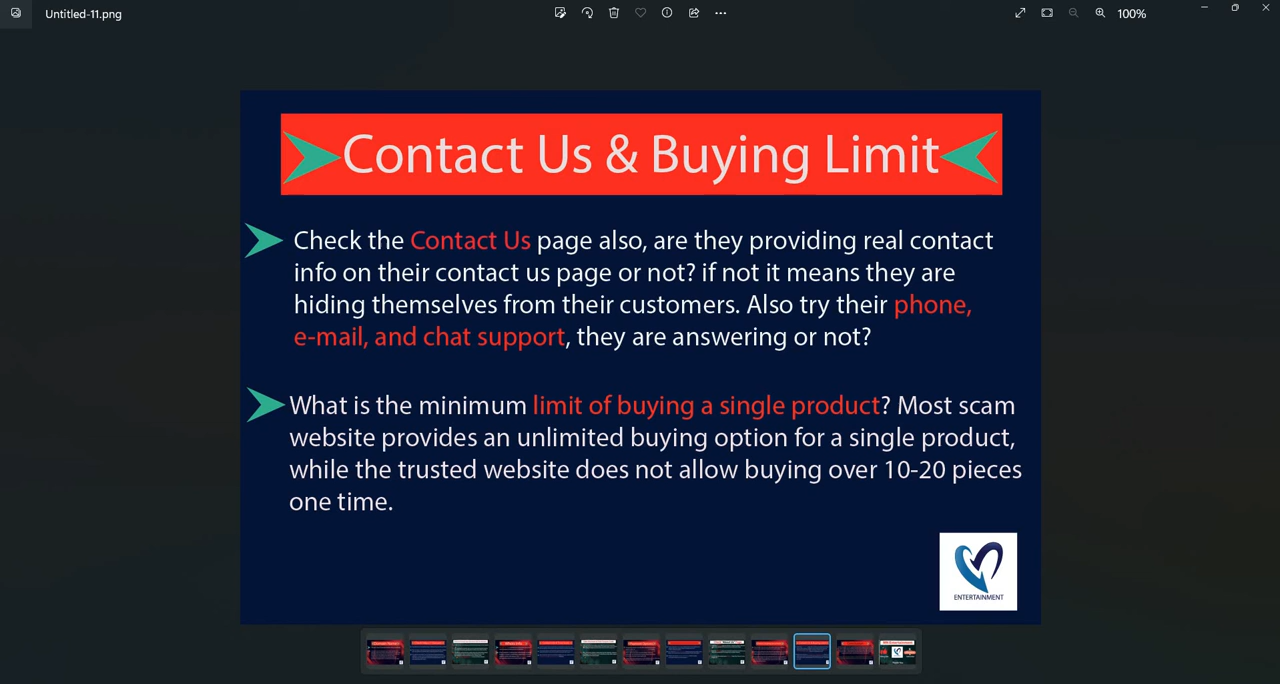 Untitled-11.png
100%
Contact Us & Buying Limit
Check the Contact Us page also, are they providing real contact
info on their contact us page or not? if not it means they are
hiding themselves from their customers. Also try their phone,
e-mail, and chat support, they are answering or not?
What is the minimum limit of buying a single product? Most scam
website provides an unlimited buying option for a single product,
while the trusted website does not allow buying over 10-20 pieces
one time.
ENTERTAINMENT